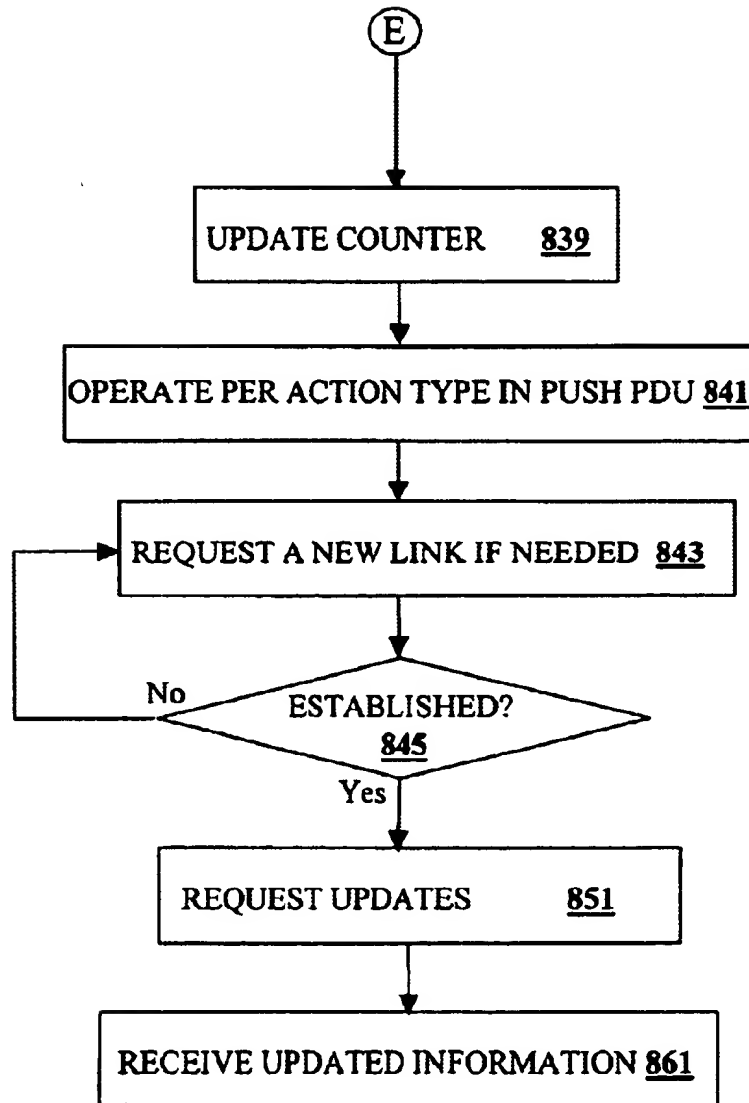 E
UPDATE COUNTER 839
OPERATE PER ACTION TYPE IN PUSH PDU 841
REQUEST A NEW LINK IF NEEDED 843
No
ESTABLISHED?
845
Yes
REQUEST UPDATES 851
RECEIVE UPDATED INFORMATION 861